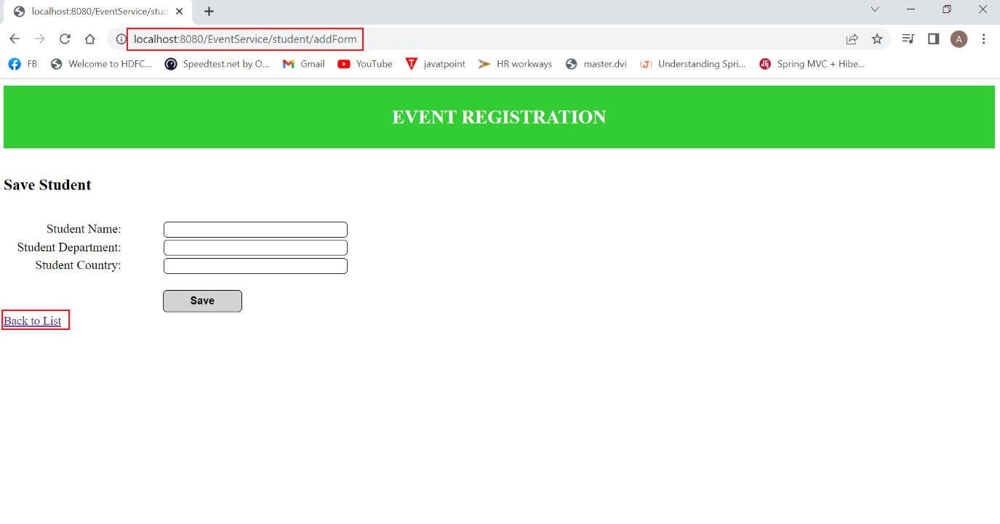 localhost:8080/EventService/stud
localhost:8080/EventService/student/addForm
A
FB Welcome to HDFC... Speedtest.net by O... Gmail YouTube javatpoint HR workways master.dvi {J} Understanding Spri... Spring MVC + Hibe...
EVENT REGISTRATION
Save Student
Student Name:
Student Department:
Student Country:
Save
Back to List